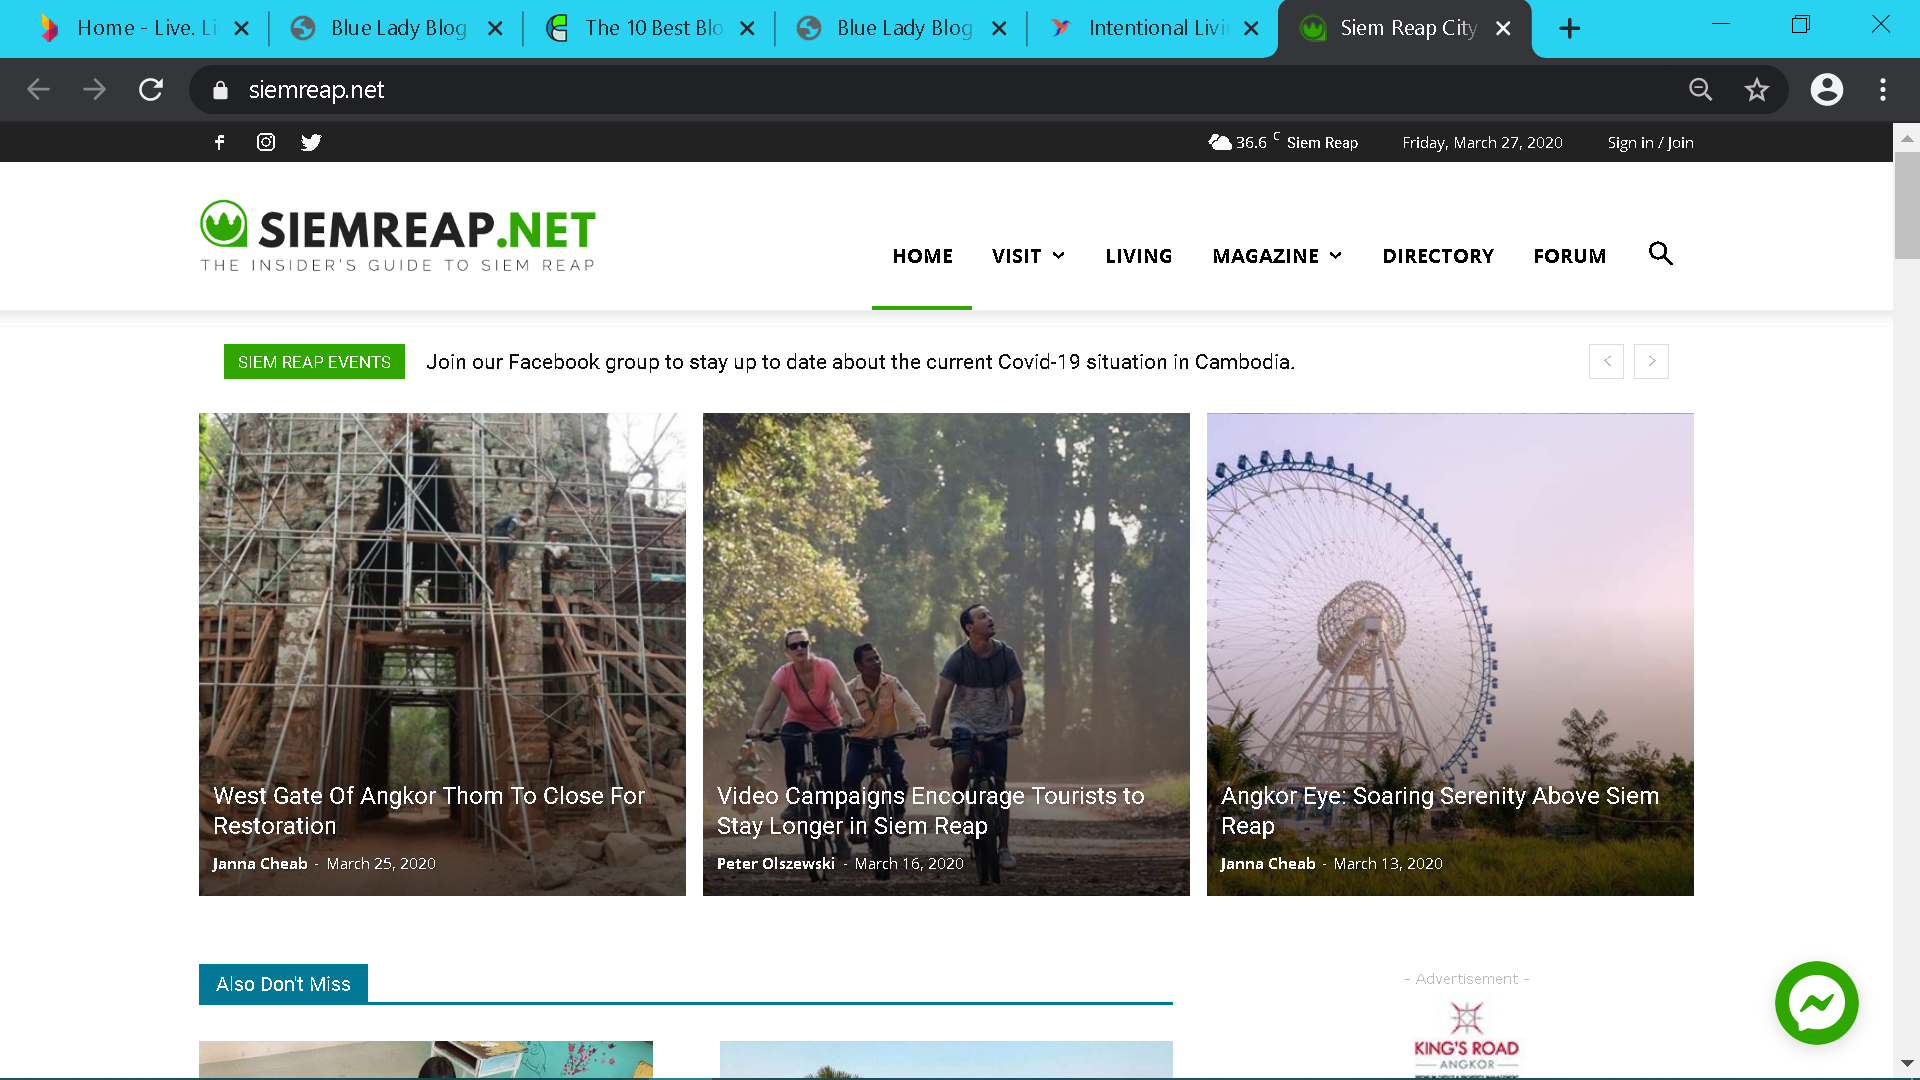 Home - Live. Li
Blue Lady Blog
The 10 Best Blo
Blue Lady Blog
Intentional Livi
Siem Reap City
siemreap.net
36.6 C Siem Reap
Friday, March 27, 2020
Sign in / Join
SIEMREAP.NET
THE INSIDER'S GUIDE TO SIEM REAP
HOME
VISIT
LIVING
MAGAZINE
DIRECTORY
FORUM
SIEM REAP EVENTS
Join our Facebook group to stay up to date about the current Covid-19 situation in Cambodia.
West Gate Of Angkor Thom To Close For
Restoration
Janna Cheab - March 25, 2020
Video Campaigns Encourage Tourists to
Stay Longer in Siem Reap
Peter Olszewski - March 16, 2020
Angkor Eye: Soaring Serenity Above Siem
Reap
Janna Cheab - March 13, 2020
Also Don't Miss
- Advertisement -
KING'S ROAD
ANGKOR